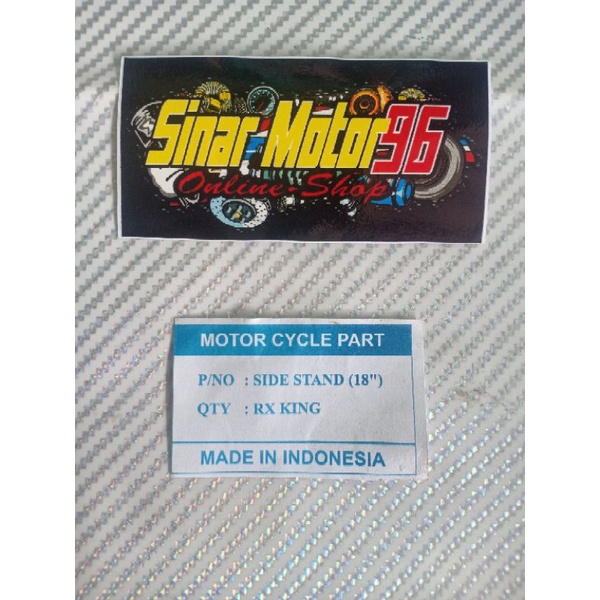 Sinar Motor96
Online-Shop
MOTOR CYCLE PART
P/NO : SIDE STAND (18")
QTY : RX KING
MADE IN INDONESIA